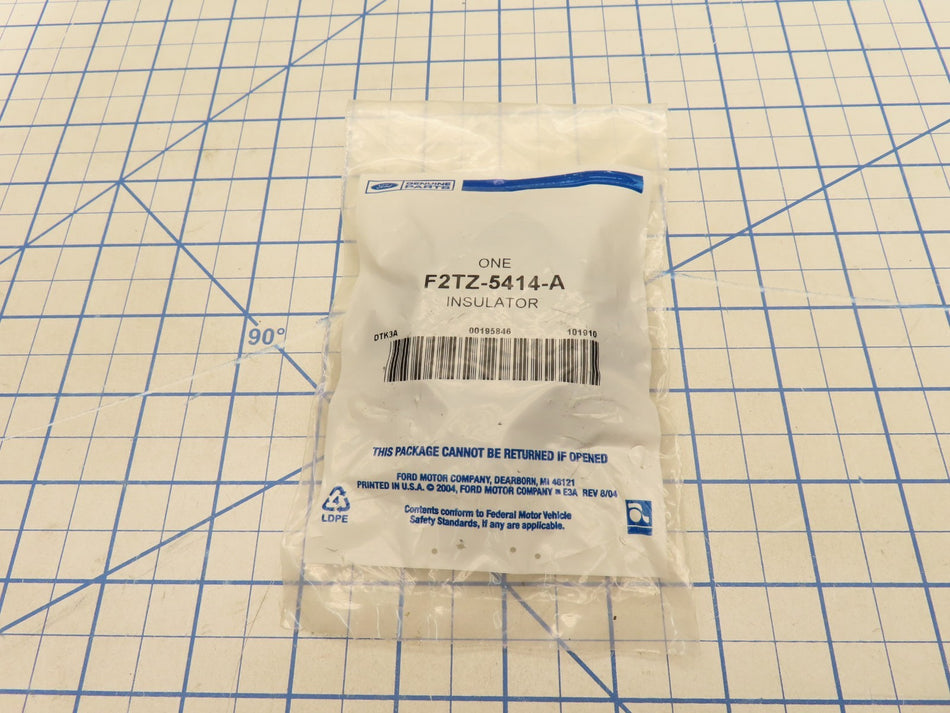 Ford GENUINE PARTS
ONE
F2TZ-5414-A
INSULATOR
DTK3A 00195846 101910
90°
THIS PACKAGE CANNOT BE RETURNED IF OPENED
FORD MOTOR COMPANY, DEARBORN, MI 48121
PRINTED IN U.S.A. © 2004, FORD MOTOR COMPANY E3A REV 8/04
4
LDPE
Contents conform to Federal Motor Vehicle
Safety Standards, if any are applicable.